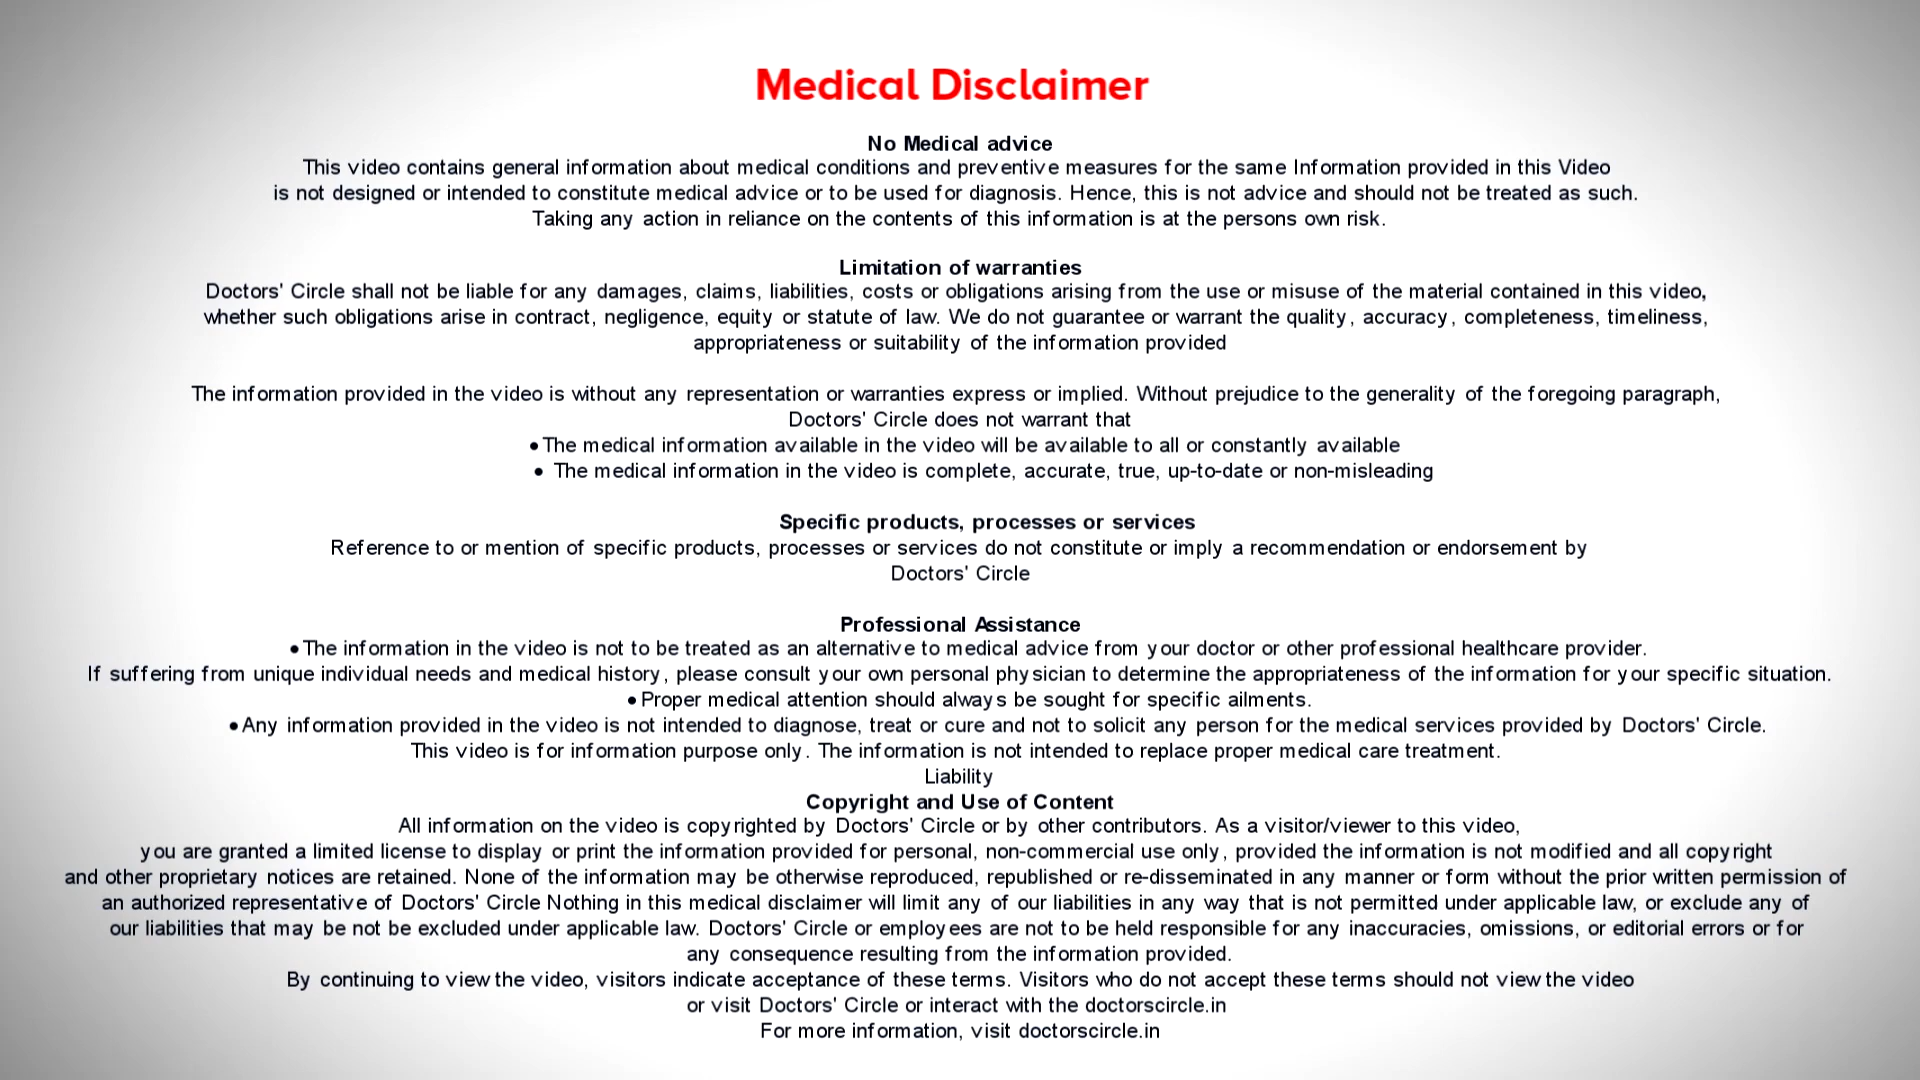 Medical Disclaimer
No Medical advice
This video contains general information about medical conditions and preventive measures for the same Information provided in this Video
is not designed or intended to constitute medical advice or to be used for diagnosis. Hence, this is not advice and should not be treated as such.
Taking any action in reliance on the contents of this information is at the persons own risk.
Limitation of warranties
Doctors' Circle shall not be liable for any damages, claims, liabilities, costs or obligations arising from the use or misuse of the material contained in this video,
whether such obligations arise in contract, negligence, equity or statute of law. We do not guarantee or warrant the quality, accuracy, completeness, timeliness,
appropriateness or suitability of the information provided
The information provided in the video is without any representation or warranties express or implied. Without prejudice to the generality of the foregoing paragraph,
Doctors' Circle does not warrant that
• The medical information available in the video will be available to all or constantly available
• The medical information in the video is complete, accurate, true, up-to-date or non-misleading
Specific products, processes or services
Reference to or mention of specific products, processes or services do not constitute or imply a recommendation or endorsement by
Doctors' Circle
Professional Assistance
• The information in the video is not to be treated as an alternative to medical advice from your doctor or other professional healthcare provider.
If suffering from unique individual needs and medical history, please consult your own personal physician to determine the appropriateness of the information for your specific situation.
• Proper medical attention should always be sought for specific ailments.
• Any information provided in the video is not intended to diagnose, treat or cure and not to solicit any person for the medical services provided by Doctors' Circle.
This video is for information purpose only. The information is not intended to replace proper medical care treatment.
Liability
Copyright and Use of Content
All information on the video is copyrighted by Doctors' Circle or by other contributors. As a visitor/viewer to this video,
you are granted a limited license to display or print the information provided for personal, non-commercial use only, provided the information is not modified and all copyright
and other proprietary notices are retained. None of the information may be otherwise reproduced, republished or re-disseminated in any manner or form without the prior written permission of
an authorized representative of Doctors' Circle Nothing in this medical disclaimer will limit any of our liabilities in any way that is not permitted under applicable law, or exclude any of
our liabilities that may be not be excluded under applicable law. Doctors' Circle or employees are not to be held responsible for any inaccuracies, omissions, or editorial errors or for
any consequence resulting from the information provided.
By continuing to view the video, visitors indicate acceptance of these terms. Visitors who do not accept these terms should not view the video
or visit Doctors' Circle or interact with the doctorscircle.in
For more information, visit doctorscircle.in